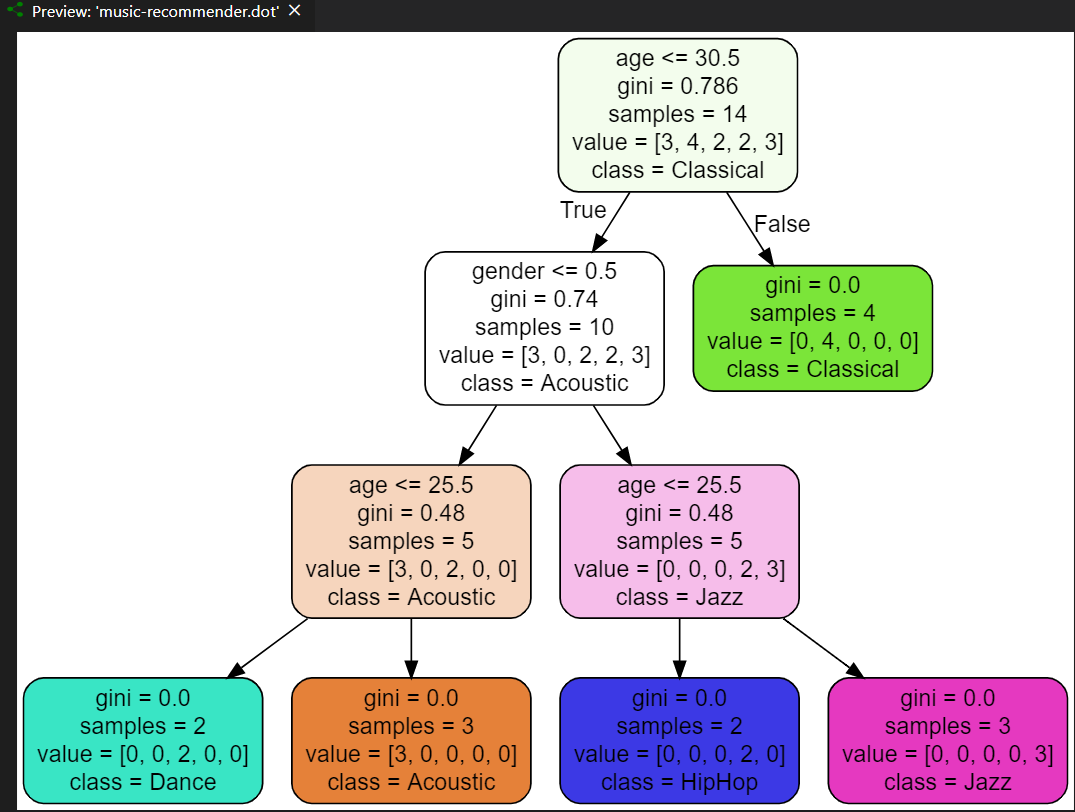 Preview: 'music-recommender.dot' ×
age <= 30.5
gini = 0.786
samples = 14
value = [3, 4, 2, 2, 3]
class = Classical
True
False
gender <= 0.5
gini = 0.74
samples = 10
value = [3, 0, 2, 2, 3]
class = Acoustic
gini = 0.0
samples = 4
value = [0, 4, 0, 0, 0]
class = Classical
age <= 25.5
gini = 0.48
samples = 5
value = [3, 0, 2, 0, 0]
class = Acoustic
age <= 25.5
gini = 0.48
samples = 5
value = [0, 0, 0, 2, 3]
class = Jazz
gini = 0.0
samples = 2
value = [0, 0, 2, 0, 0]
class = Dance
gini = 0.0
samples = 3
value = [3, 0, 0, 0, 0]
class = Acoustic
gini = 0.0
samples = 2
value = [0, 0, 0, 2, 0]
class = HipHop
gini = 0.0
samples = 3
value = [0, 0, 0, 0, 3]
class = Jazz